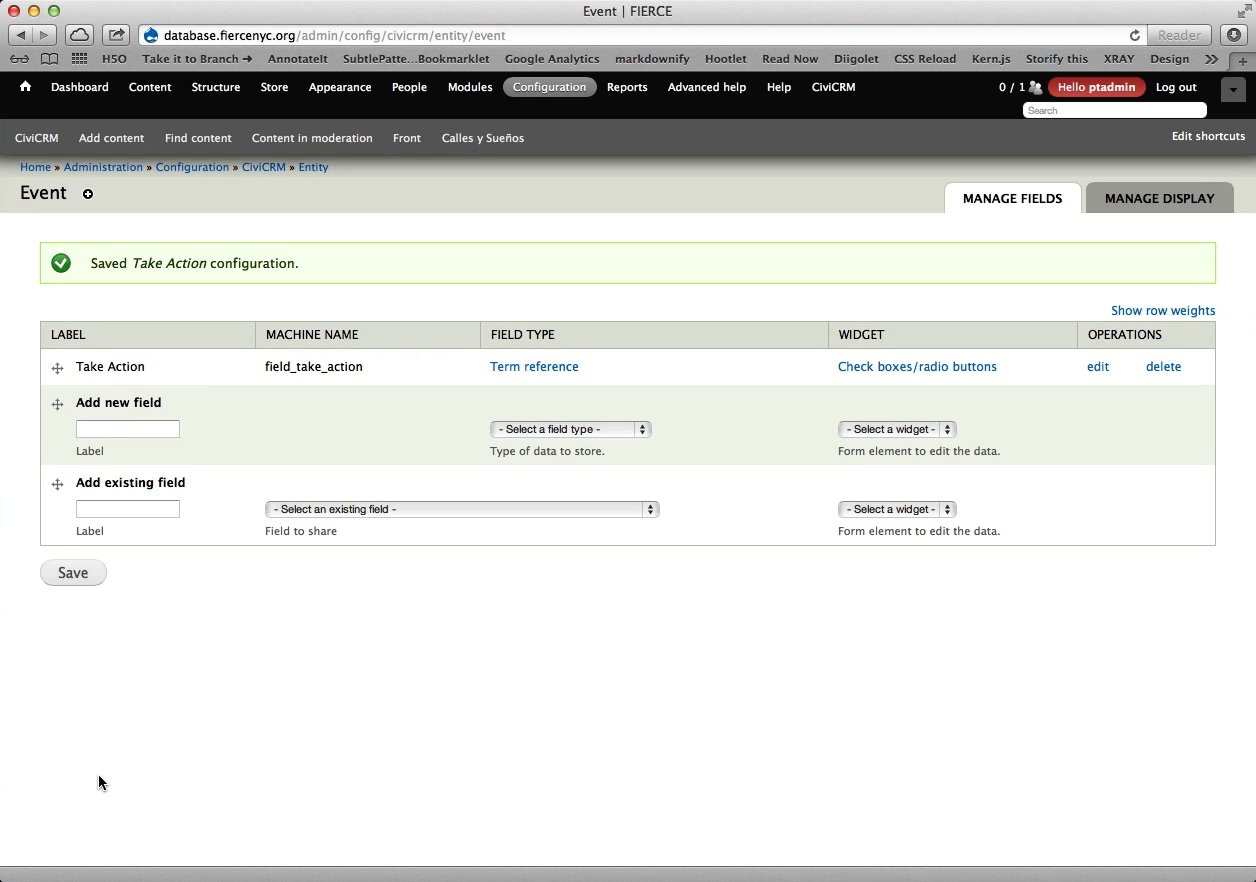 Event | FIERCE
database.fiercenyc.org/admin/config/civicrm/entity/event
Reader
H5O Take it to Branch → AnnotateIt SubtlePatte...Bookmarklet Google Analytics markdownify Hootlet Read Now Diigolet CSS Reload Kern.js Storify this XRAY Design
Dashboard Content Structure Store Appearance People Modules Configuration Reports Advanced help Help CiviCRM 0 / 1 Hello ptadmin Log out
Search
CiviCRM Add content Find content Content in moderation Front Calles y Sueños Edit shortcuts
Home » Administration » Configuration » CiviCRM » Entity
Event
MANAGE FIELDS MANAGE DISPLAY
Saved Take Action configuration.
Show row weights
LABEL MACHINE NAME FIELD TYPE WIDGET OPERATIONS
Take Action field_take_action Term reference Check boxes/radio buttons edit delete
Add new field
- Select a field type - - Select a widget -
Label Type of data to store. Form element to edit the data.
Add existing field
- Select an existing field - - Select a widget -
Label Field to share Form element to edit the data.
Save